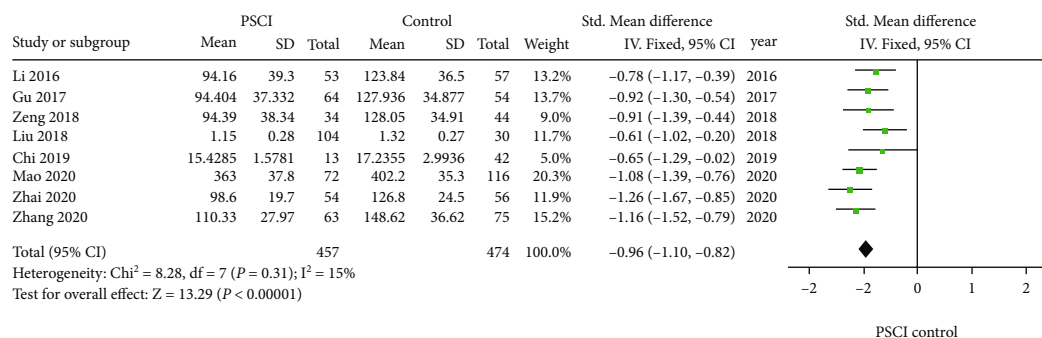 PSCI Control Std. Mean difference Std. Mean difference
Study or subgroup Mean SD Total Mean SD Total Weight IV. Fixed, 95% CI year IV. Fixed, 95% CI
Li 2016 94.16 39.3 53 123.84 36.5 57 13.2% –0.78 (–1.17, –0.39) 2016
Gu 2017 94.404 37.332 64 127.936 34.877 54 13.7% –0.92 (–1.30, –0.54) 2017
Zeng 2018 94.39 38.34 34 128.05 34.91 44 9.0% –0.91 (–1.39, –0.44) 2018
Liu 2018 1.15 0.28 104 1.32 0.27 30 11.7% –0.61 (–1.02, –0.20) 2018
Chi 2019 15.4285 1.5781 13 17.2355 2.9936 42 5.0% –0.65 (–1.29, –0.02) 2019
Mao 2020 363 37.8 72 402.2 35.3 116 20.3% –1.08 (–1.39, –0.76) 2020
Zhai 2020 98.6 19.7 54 126.8 24.5 56 11.9% –1.26 (–1.67, –0.85) 2020
Zhang 2020 110.33 27.97 63 148.62 36.62 75 15.2% –1.16 (–1.52, –0.79) 2020
Total (95% CI) 457 474 100.0% –0.96 (–1.10, –0.82)
Heterogeneity: Chi² = 8.28, df = 7 (P = 0.31); I² = 15%
Test for overall effect: Z = 13.29 (P < 0.00001)
–2 –2 0 1 2
PSCI control